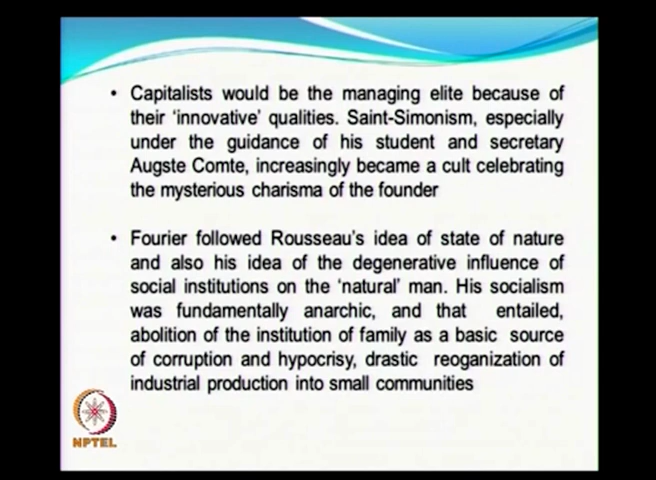 • Capitalists would be the managing elite because of
their ‘innovative’ qualities. Saint-Simonism, especially
under the guidance of his student and secretary
Augste Comte, increasingly became a cult celebrating
the mysterious charisma of the founder
• Fourier followed Rousseau’s idea of state of nature
and also his idea of the degenerative influence of
social institutions on the ‘natural’ man. His socialism
was fundamentally anarchic, and that entailed,
abolition of the institution of family as a basic source
of corruption and hypocrisy, drastic reoganization of
industrial production into small communities
NPTEL